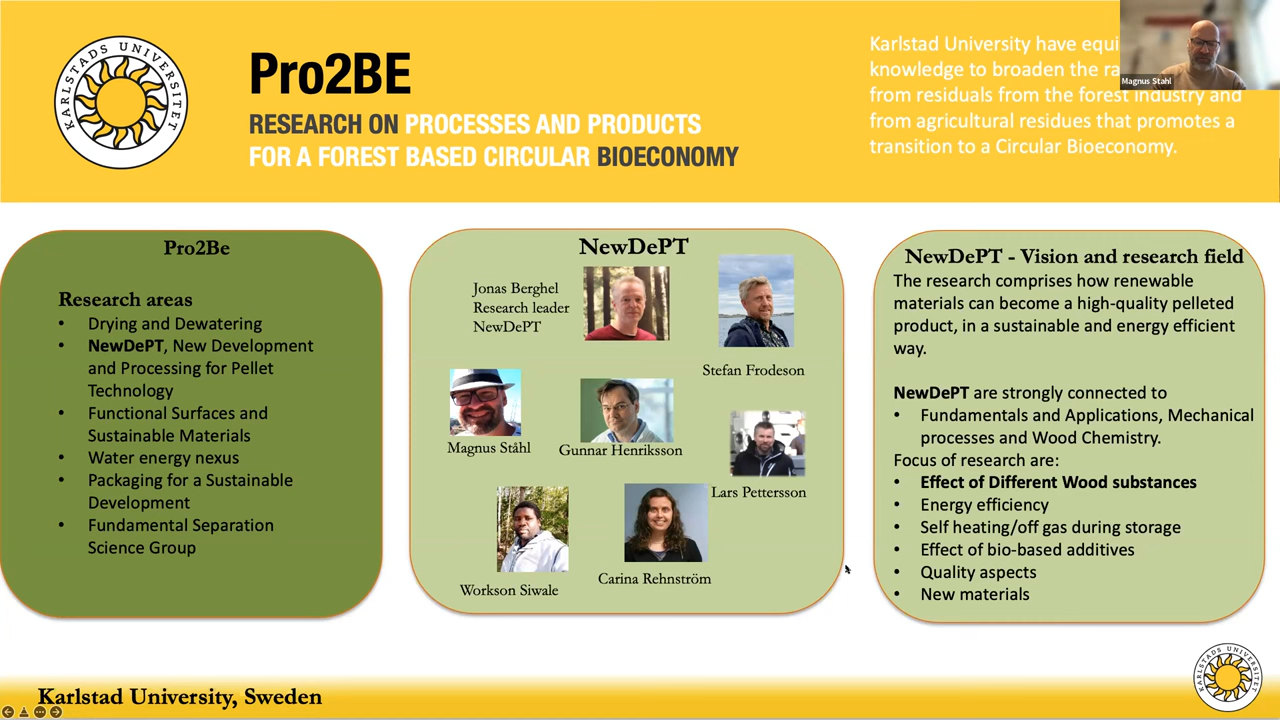 KARLSTADS UNIVERSITET
Pro2BE
RESEARCH ON PROCESSES AND PRODUCTS
FOR A FOREST BASED CIRCULAR BIOECONOMY
Karlstad University have equi
knowledge to broaden the ra
from residuals from the forest industry and
from agricultural residues that promotes a
transition to a Circular Bioeconomy.
Magnus Stahl
Pro2Be
Research areas
• Drying and Dewatering
• NewDePT, New Development
and Processing for Pellet
Technology
• Functional Surfaces and
Sustainable Materials
• Water energy nexus
• Packaging for a Sustainable
Development
• Fundamental Separation
Science Group
NewDePT
Jonas Berghel
Research leader
NewDePT
Stefan Frodeson
Magnus Ståhl
Gunnar Henriksson
Lars Pettersson
Workson Siwale
Carina Rehnström
NewDePT - Vision and research field
The research comprises how renewable
materials can become a high-quality pelleted
product, in a sustainable and energy efficient
way.
NewDePT are strongly connected to
• Fundamentals and Applications, Mechanical
processes and Wood Chemistry.
Focus of research are:
• Effect of Different Wood substances
• Energy efficiency
• Self heating/off gas during storage
• Effect of bio-based additives
• Quality aspects
• New materials
Karlstad University, Sweden
KARLSTADS UNIVERSITET